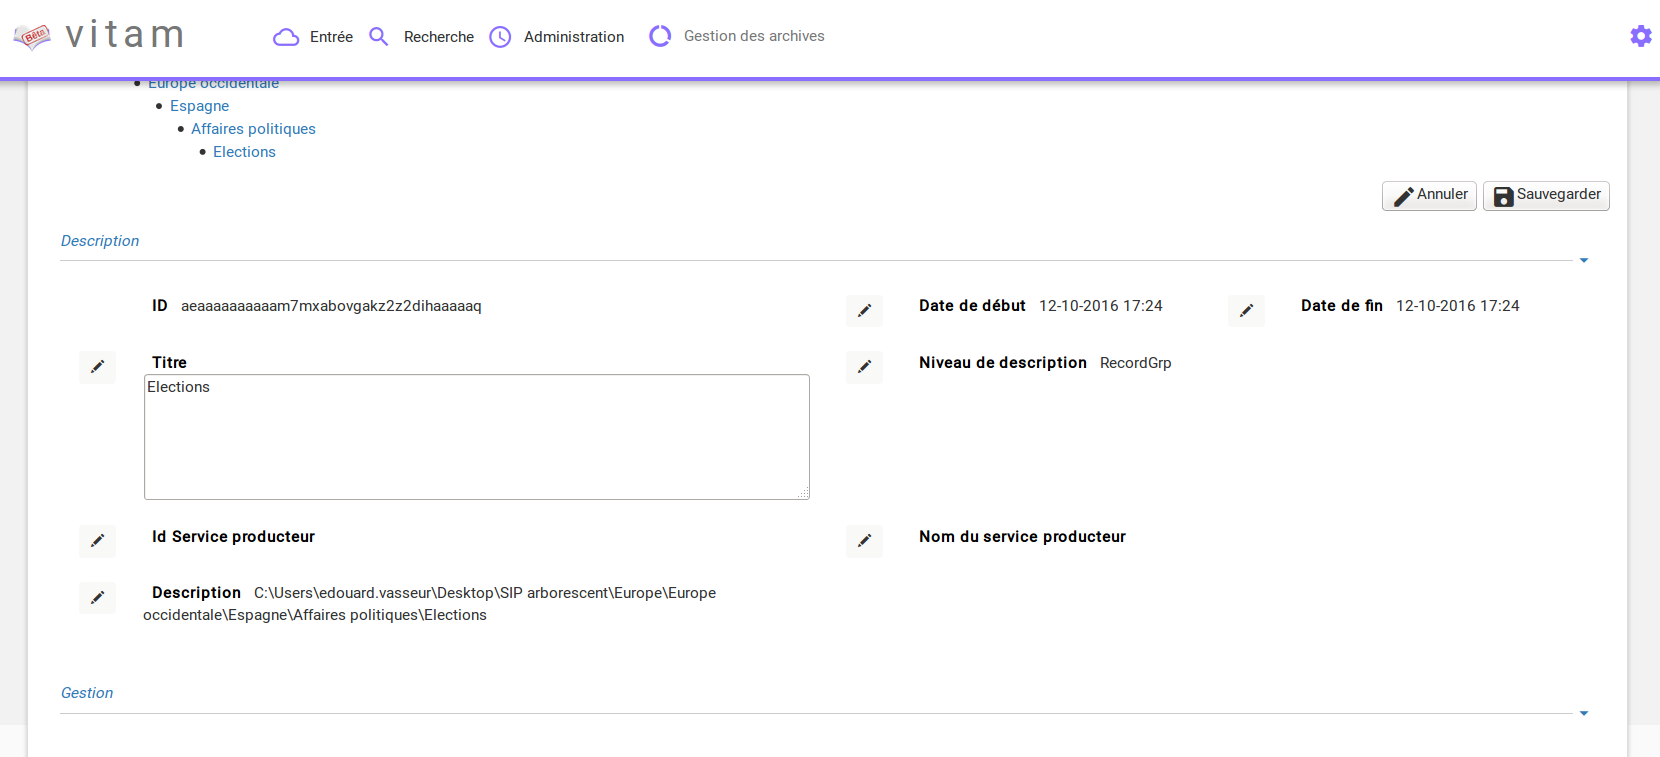 Bêta vitam Entrée Recherche Administration Gestion des archives
Europe occidentale
Espagne
Affaires politiques
Elections
Annuler Sauvegarder
Description
ID aeaaaaaaaaaam7mxabovgakz2z2dihaaaaaq Date de début 12-10-2016 17:24 Date de fin 12-10-2016 17:24
Titre Niveau de description RecordGrp
Elections
Id Service producteur Nom du service producteur
Description C:\Users\edouard.vasseur\Desktop\SIP arborescent\Europe\Europe
occidentale\Espagne\Affaires politiques\Elections
Gestion